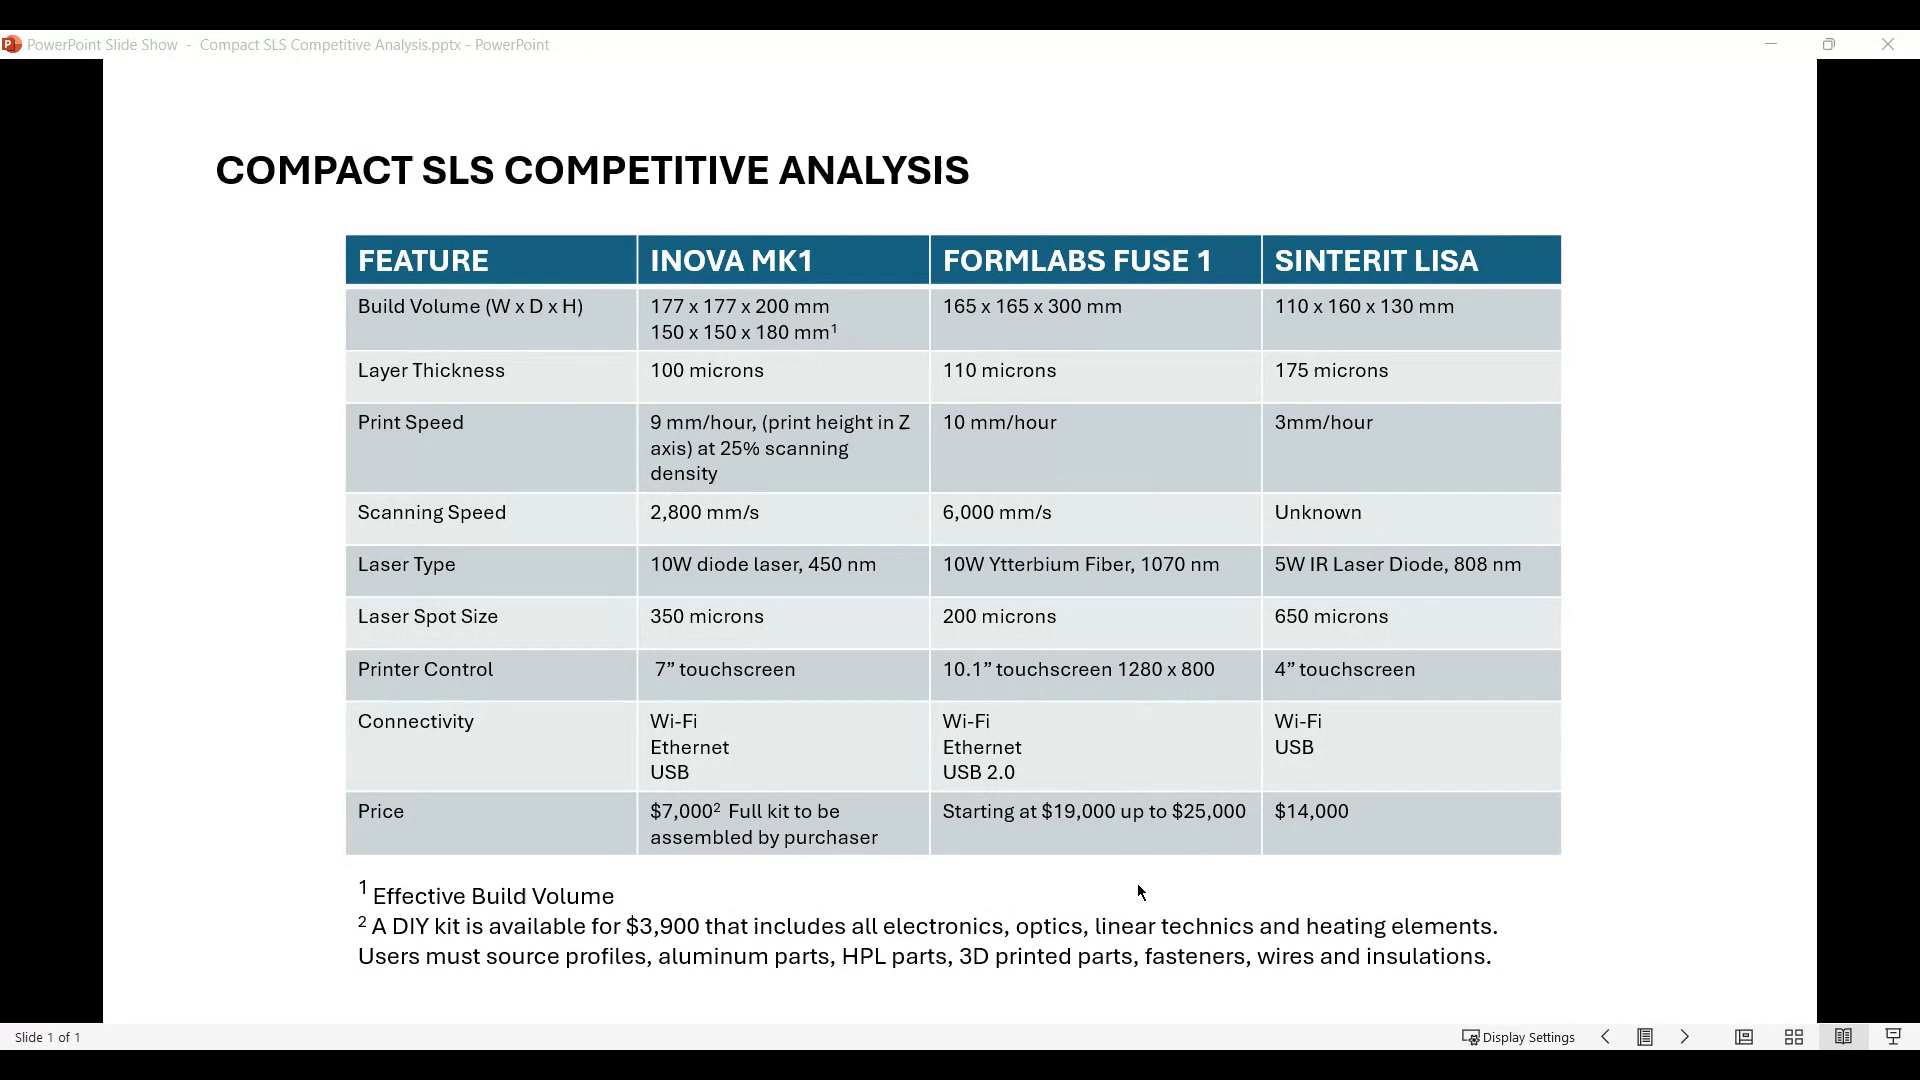 PowerPoint Slide Show - Compact SLS Competitive Analysis.pptx - PowerPoint
COMPACT SLS COMPETITIVE ANALYSIS
FEATURE INOVA MK1 FORMLABS FUSE 1 SINTERIT LISA
Build Volume (W x D x H) 177 x 177 x 200 mm 165 x 165 x 300 mm 110 x 160 x 130 mm
150 x 150 x 180 mm¹
Layer Thickness 100 microns 110 microns 175 microns
Print Speed 9 mm/hour, (print height in Z 10 mm/hour 3mm/hour
axis) at 25% scanning
density
Scanning Speed 2,800 mm/s 6,000 mm/s Unknown
Laser Type 10W diode laser, 450 nm 10W Ytterbium Fiber, 1070 nm 5W IR Laser Diode, 808 nm
Laser Spot Size 350 microns 200 microns 650 microns
Printer Control 7” touchscreen 10.1” touchscreen 1280 x 800 4” touchscreen
Connectivity Wi-Fi Wi-Fi Wi-Fi
Ethernet Ethernet USB
USB USB 2.0
Price $7,000² Full kit to be Starting at $19,000 up to $25,000 $14,000
assembled by purchaser
¹ Effective Build Volume
² A DIY kit is available for $3,900 that includes all electronics, optics, linear technics and heating elements.
Users must source profiles, aluminum parts, HPL parts, 3D printed parts, fasteners, wires and insulations.
Slide 1 of 1 Display Settings